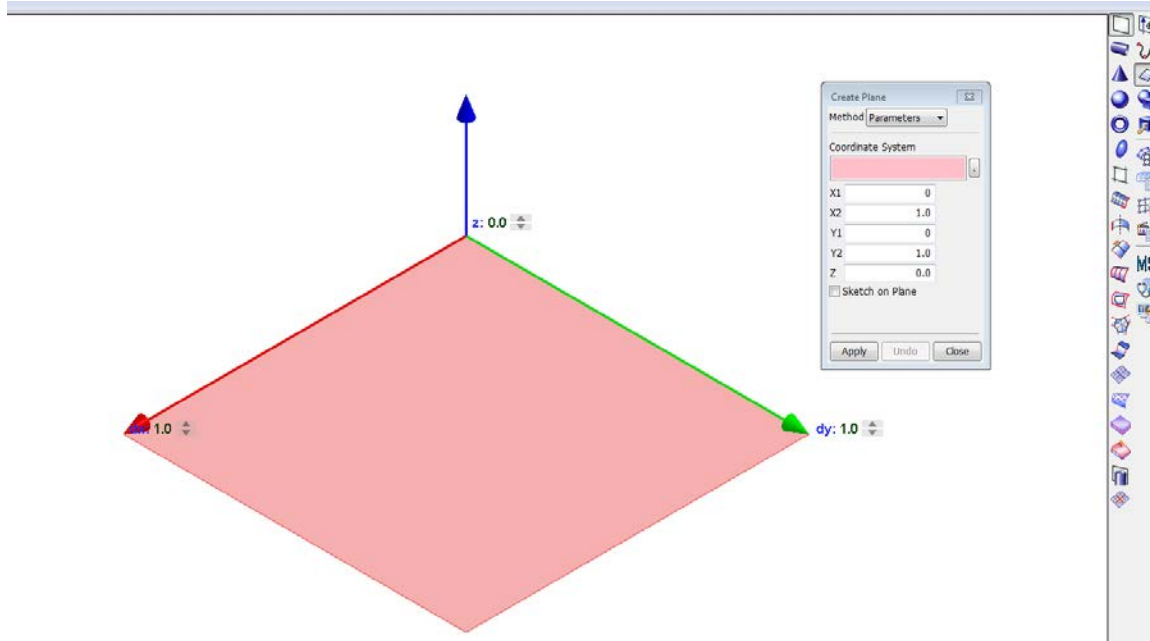 Create Plane
Method Parameters
Coordinate System
X1 0
X2 1.0
Y1 0
Y2 1.0
Z 0.0
Sketch on Plane
Apply Undo Close
z: 0.0
1.0
dy: 1.0